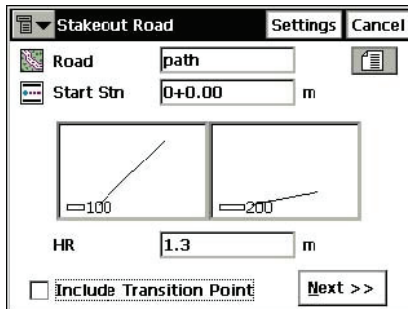 Stakeout Road Settings Cancel
Road path
Start Stn 0+0.00 m
100 200
HR 1.3 m
Include Transition Point Next >>